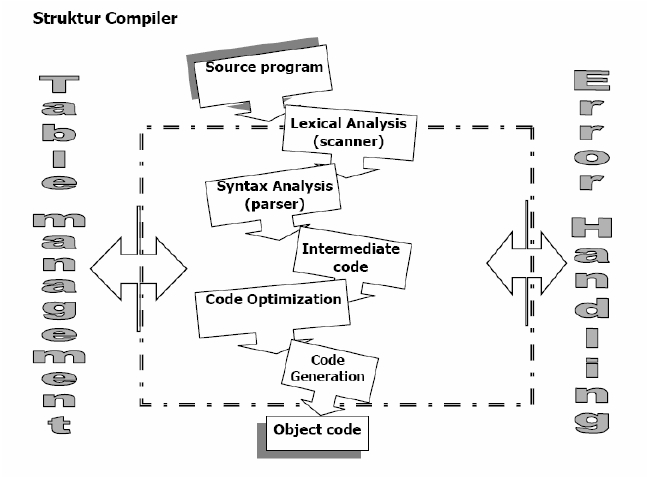 Struktur Compiler
Source program
Lexical Analysis
(scanner)
Syntax Analysis
(parser)
Intermediate
code
Code Optimization
Code
Generation
Object code
Table management
Error Handling